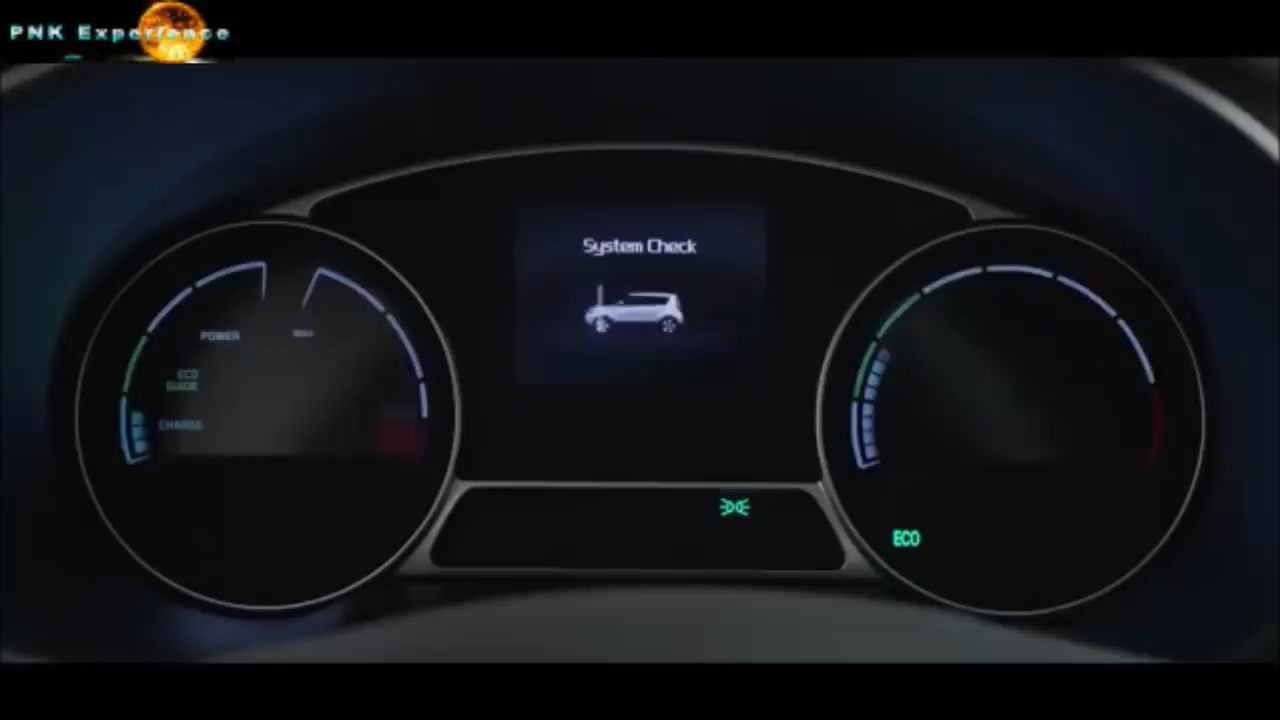 PNK Experience
System Check
POWER
ECO
GUIDE
CHARGE
ECO